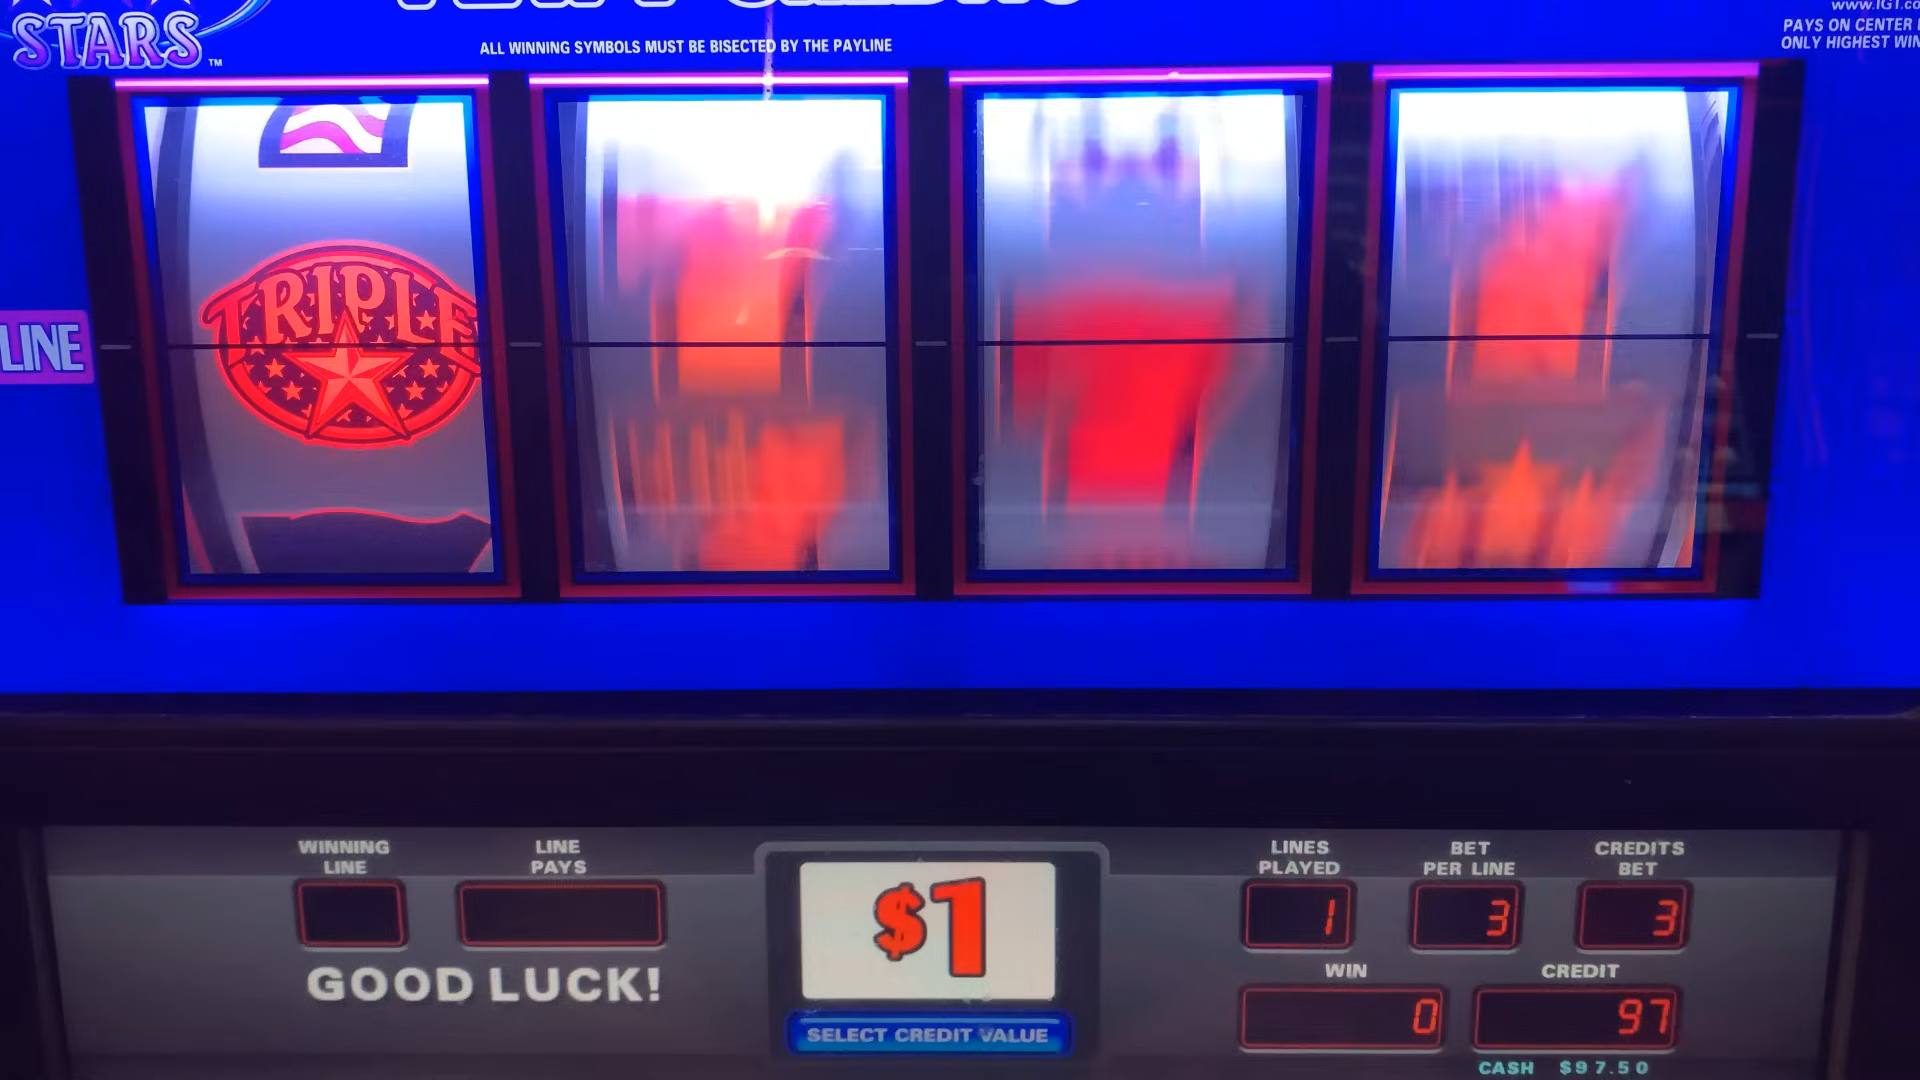 STARS™
ALL WINNING SYMBOLS MUST BE BISECTED BY THE PAYLINE
www.IGT.co
PAYS ON CENTER
ONLY HIGHEST WIN
TRIPLE
LINE
WINNING LINE
LINE PAYS
GOOD LUCK!
$1
SELECT CREDIT VALUE
LINES PLAYED
1
BET PER LINE
3
CREDITS BET
3
WIN
0
CREDIT
97
CASH $97.50